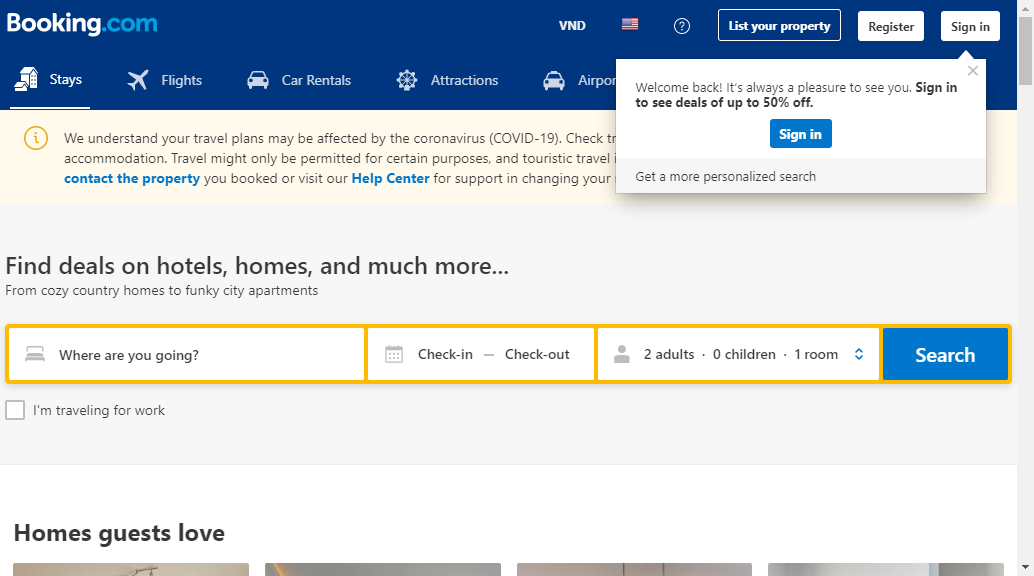 Booking.com
VND
List your property
Register
Sign in
Stays
Flights
Car Rentals
Attractions
Welcome back! It's always a pleasure to see you. Sign in
to see deals of up to 50% off.
Sign in
Get a more personalized search
We understand your travel plans may be affected by the coronavirus (COVID-19). Check
accommodation. Travel might only be permitted for certain purposes, and touristic travel
contact the property you booked or visit our Help Center for support in changing your
Find deals on hotels, homes, and much more...
From cozy country homes to funky city apartments
Where are you going?
Check-in — Check-out
2 adults · 0 children · 1 room
Search
I'm traveling for work
Homes guests love